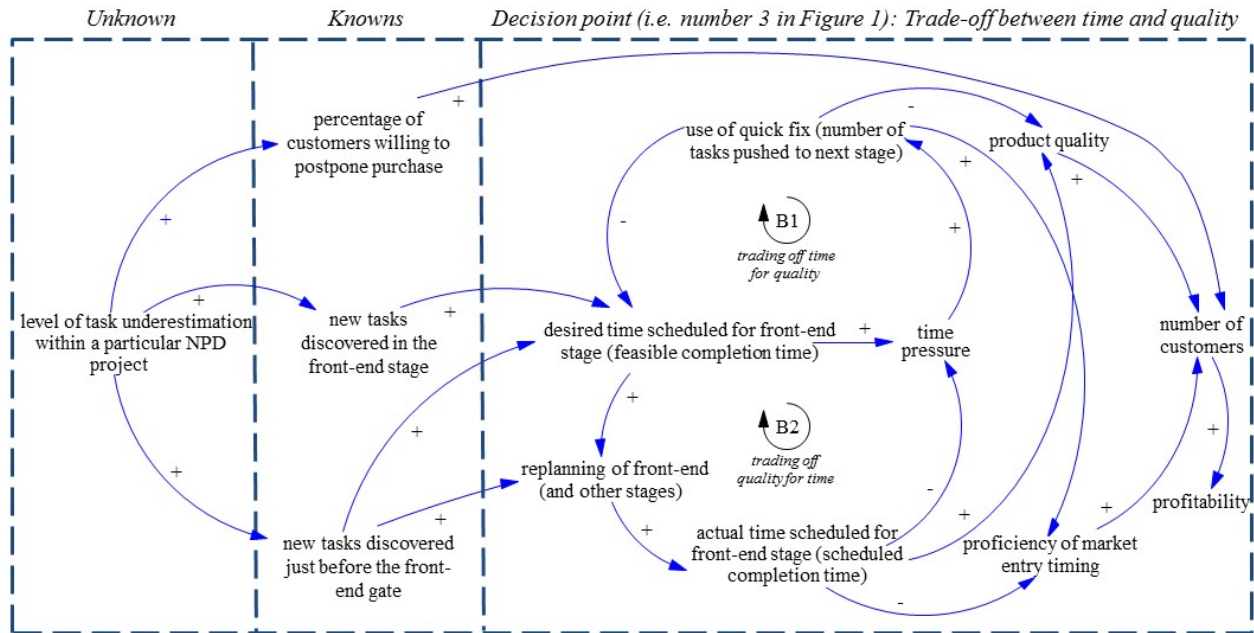 Unknown
Knowns
Decision point (i.e. number 3 in Figure 1): Trade-off between time and quality
percentage of
customers willing to
postpone purchase
+
+
level of task underestimation
within a particular NPD
project
+
new tasks
discovered in the
front-end stage
+
+
new tasks discovered
just before the front-
end gate
+
+
use of quick fix (number of
tasks pushed to next stage)
-
-
+
+
B1
trading off time
for quality
desired time scheduled for front-end
stage (feasible completion time)
+
time
pressure
+
+
B2
trading off
quality for time
replanning of front-end
(and other stages)
+
actual time scheduled for
front-end stage (scheduled
completion time)
-
+
-
product quality
+
proficiency of market
entry timing
+
number of
customers
+
profitability